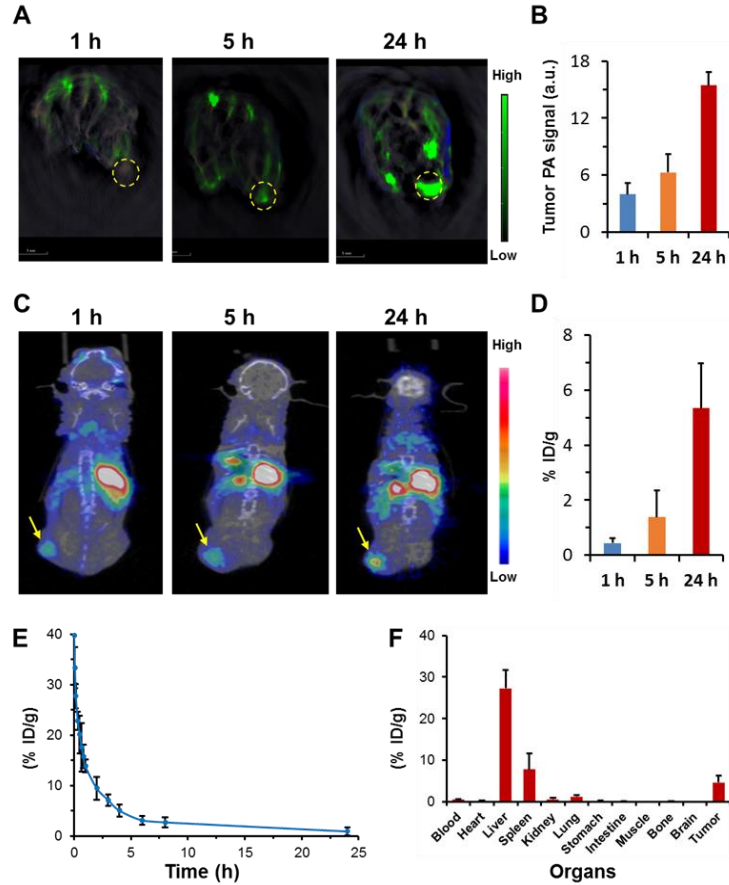 A
1 h 5 h 24 h
High
Low
B
Tumor PA signal (a.u.)
18
12
6
0
1 h 5 h 24 h
C
1 h 5 h 24 h
High
Low
D
% ID/g
8
6
4
2
0
1 h 5 h 24 h
E
(% ID/g)
40
30
20
10
0
0 5 10 15 20 25
Time (h)
F
(% ID/g)
40
30
20
10
0
Blood
Heart
Liver
Spleen
Kidney
Lung
Stomach
Intestine
Muscle
Bone
Brain
Tumor
Organs